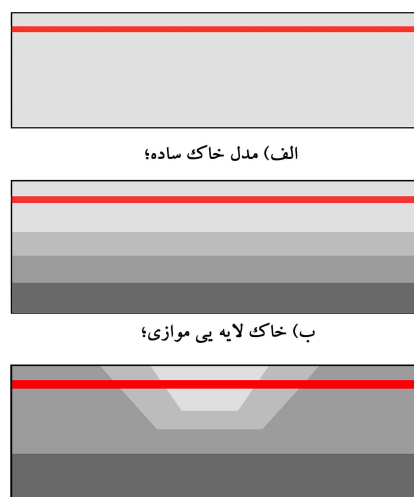 الف) مدل خاک ساده؛
ب) خاک لایه یی موازی؛